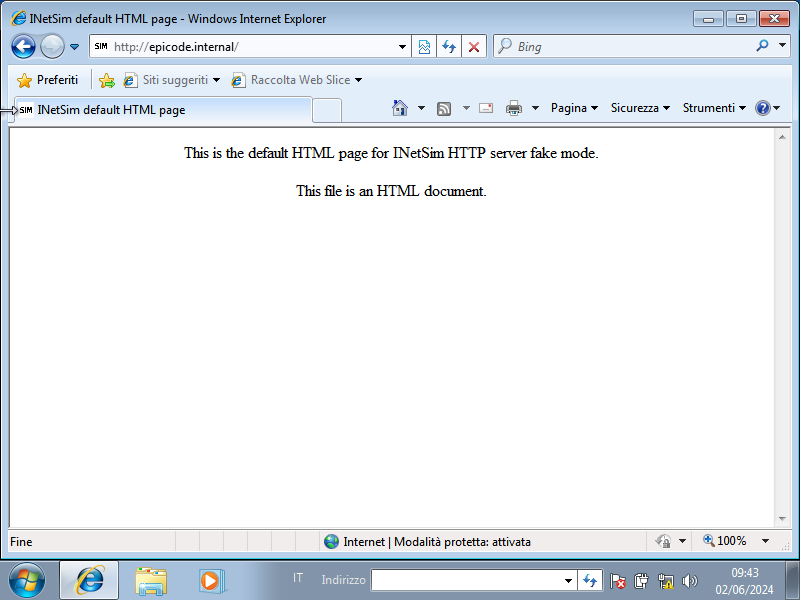 INetSim default HTML page - Windows Internet Explorer
SIM http://epicode.internal/
Bing
Preferiti
Siti suggeriti
Raccolta Web Slice
SIM INetSim default HTML page
Pagina
Sicurezza
Strumenti
This is the default HTML page for INetSim HTTP server fake mode.
This file is an HTML document.
Fine
Internet | Modalità protetta: attivata
100%
IT
Indirizzo
09:43
02/06/2024